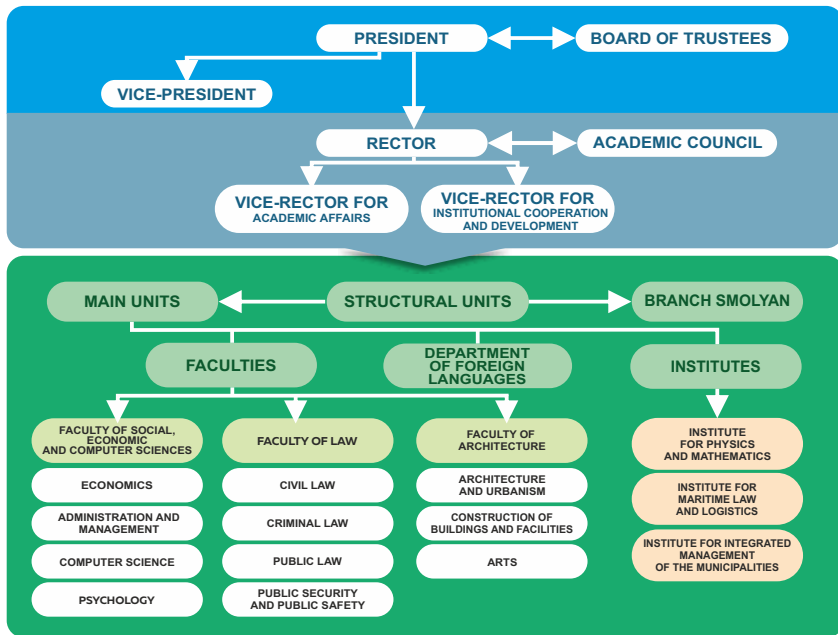 PRESIDENT
BOARD OF TRUSTEES
VICE-PRESIDENT
RECTOR
ACADEMIC COUNCIL
VICE-RECTOR FOR
ACADEMIC AFFAIRS
VICE-RECTOR FOR
INSTITUTIONAL COOPERATION
AND DEVELOPMENT
MAIN UNITS
STRUCTURAL UNITS
BRANCH SMOLYAN
FACULTIES
DEPARTMENT
OF FOREIGN
LANGUAGES
INSTITUTES
FACULTY OF SOCIAL,
ECONOMIC
AND COMPUTER SCIENCES
ECONOMICS
ADMINISTRATION AND
MANAGEMENT
COMPUTER SCIENCE
PSYCHOLOGY
FACULTY OF LAW
CIVIL LAW
CRIMINAL LAW
PUBLIC LAW
PUBLIC SECURITY
AND PUBLIC SAFETY
FACULTY OF
ARCHITECTURE
ARCHITECTURE
AND URBANISM
CONSTRUCTION OF
BUILDINGS AND FACILITIES
ARTS
INSTITUTE
FOR PHYSICS
AND MATHEMATICS
INSTITUTE FOR
MARITIME LAW
AND LOGISTICS
INSTITUTE FOR INTEGRATED
MANAGEMENT
OF THE MUNICIPALITIES